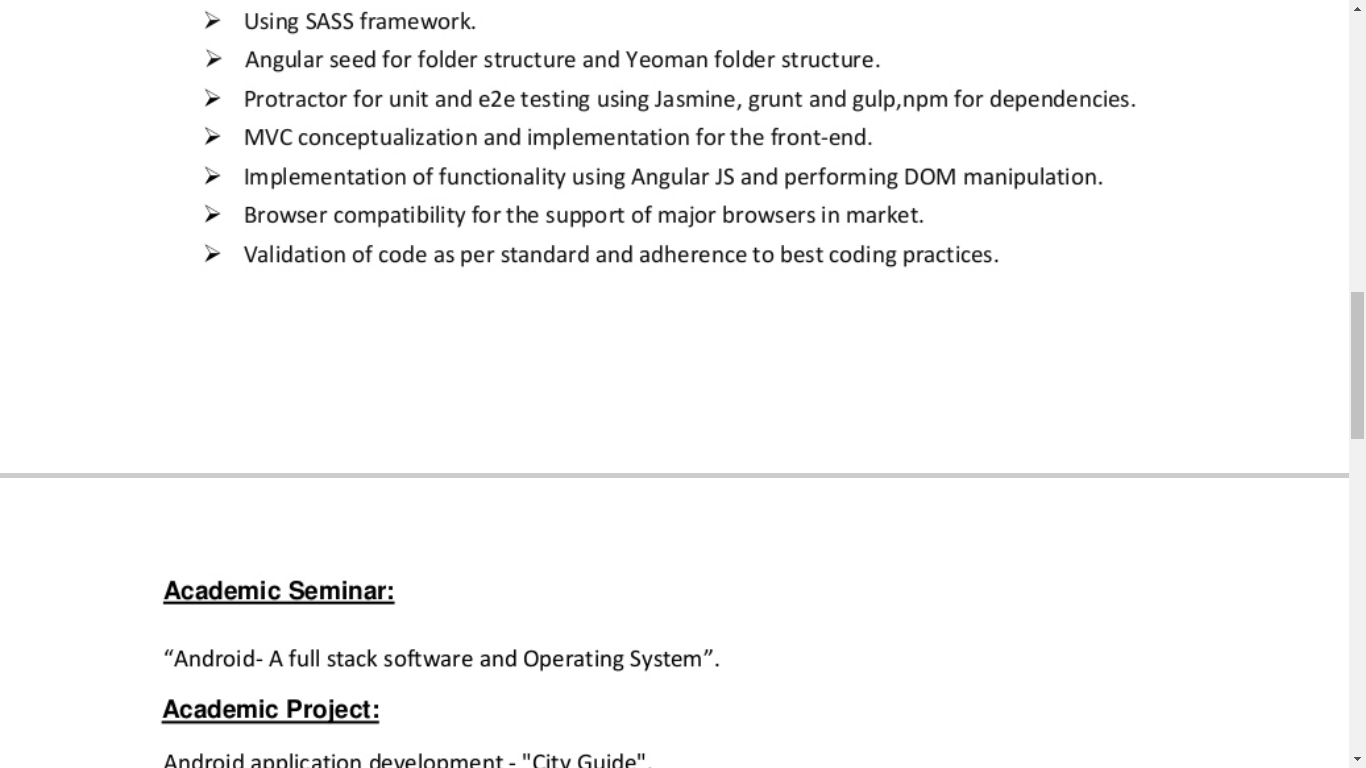 Using SASS framework.
Angular seed for folder structure and Yeoman folder structure.
Protractor for unit and e2e testing using Jasmine, grunt and gulp,npm for dependencies.
MVC conceptualization and implementation for the front-end.
Implementation of functionality using Angular JS and performing DOM manipulation.
Browser compatibility for the support of major browsers in market.
Validation of code as per standard and adherence to best coding practices.
Academic Seminar:
“Android- A full stack software and Operating System”.
Academic Project:
Android application development - "City Guide".